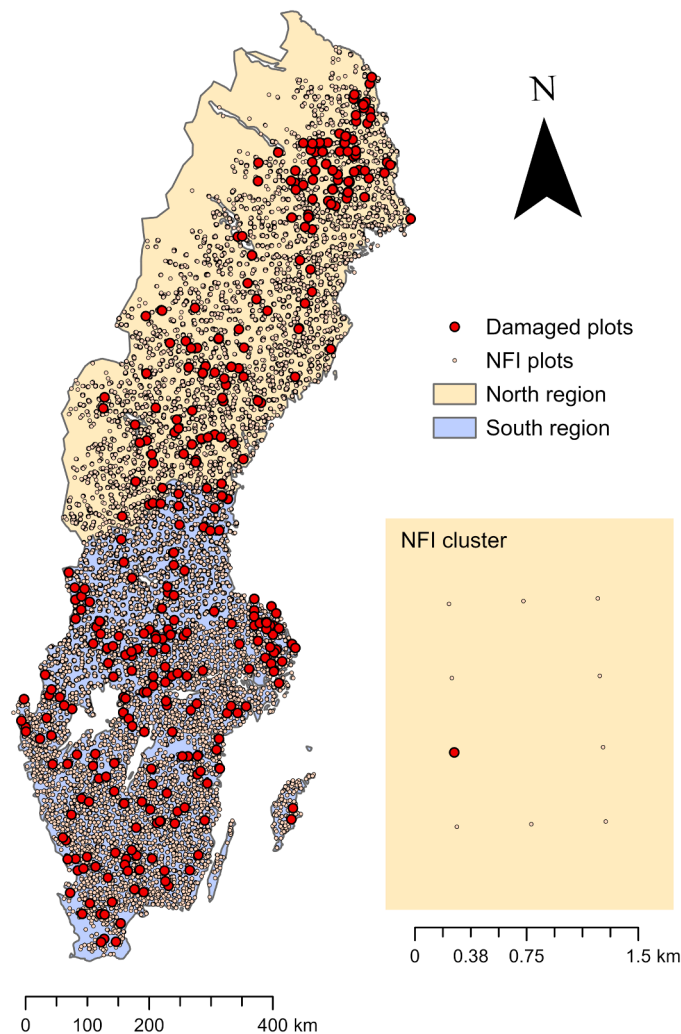 N
Damaged plots
NFI plots
North region
South region
NFI cluster
0 0.38 0.75 1.5 km
0 100 200 400 km